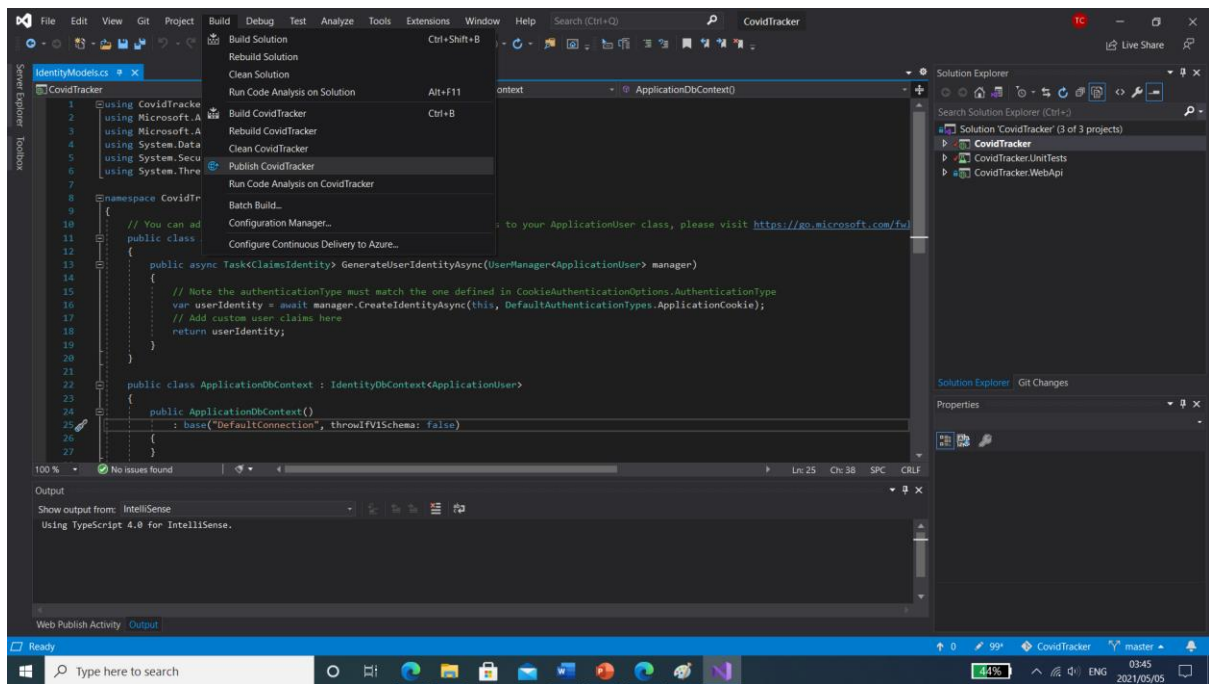 File Edit View Git Project Build Debug Test Analyze Tools Extensions Window Help Search (Ctrl+Q) CovidTracker TC
Live Share
Build Solution Ctrl+Shift+B
Rebuild Solution
Clean Solution
Run Code Analysis on Solution Alt+F11
Build CovidTracker Ctrl+B
Rebuild CovidTracker
Clean CovidTracker
Publish CovidTracker
Run Code Analysis on CovidTracker
Batch Build...
Configuration Manager...
Configure Continuous Delivery to Azure...
Server Explorer
Toolbox
IdentityModels.cs
CovidTracker ontext ApplicationDbContext()
1 using CovidTracke
2 using Microsoft.A
3 using Microsoft.A
4 using System.Data
5 using System.Secu
6 using System.Thre
7
8 namespace CovidTr
9 {
10 // You can ad s to your ApplicationUser class, please visit https://go.microsoft.com/fwl
11 public class
12 {
13 public async Task<ClaimsIdentity> GenerateUserIdentityAsync(UserManager<ApplicationUser> manager)
14 {
15 // Note the authenticationType must match the one defined in CookieAuthenticationOptions.AuthenticationType
16 var userIdentity = await manager.CreateIdentityAsync(this, DefaultAuthenticationTypes.ApplicationCookie);
17 // Add custom user claims here
18 return userIdentity;
19 }
20 }
21
22 public class ApplicationDbContext : IdentityDbContext<ApplicationUser>
23 {
24 public ApplicationDbContext()
25 : base("DefaultConnection", throwIfV1Schema: false)
26 {
27 }
100 % No issues found Ln: 25 Ch: 38 SPC CRLF
Output
Show output from: IntelliSense
Using TypeScript 4.0 for IntelliSense.
Web Publish Activity Output
Solution Explorer
Search Solution Explorer (Ctrl+;)
Solution 'CovidTracker' (3 of 3 projects)
CovidTracker
CovidTracker.UnitTests
CovidTracker.WebApi
Solution Explorer Git Changes
Properties
Ready 0 99+ CovidTracker master
Type here to search 44% ENG 03:45
2021/05/05